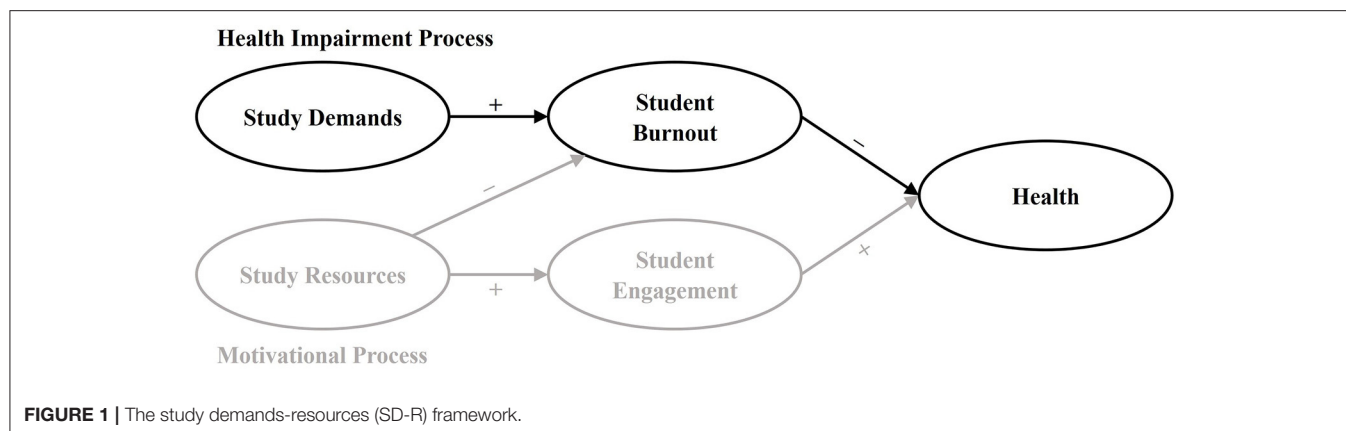 Health Impairment Process
Study Demands
+
Student
Burnout
−
Health
−
Study Resources
+
Student
Engagement
+
Motivational Process
FIGURE 1 | The study demands-resources (SD-R) framework.